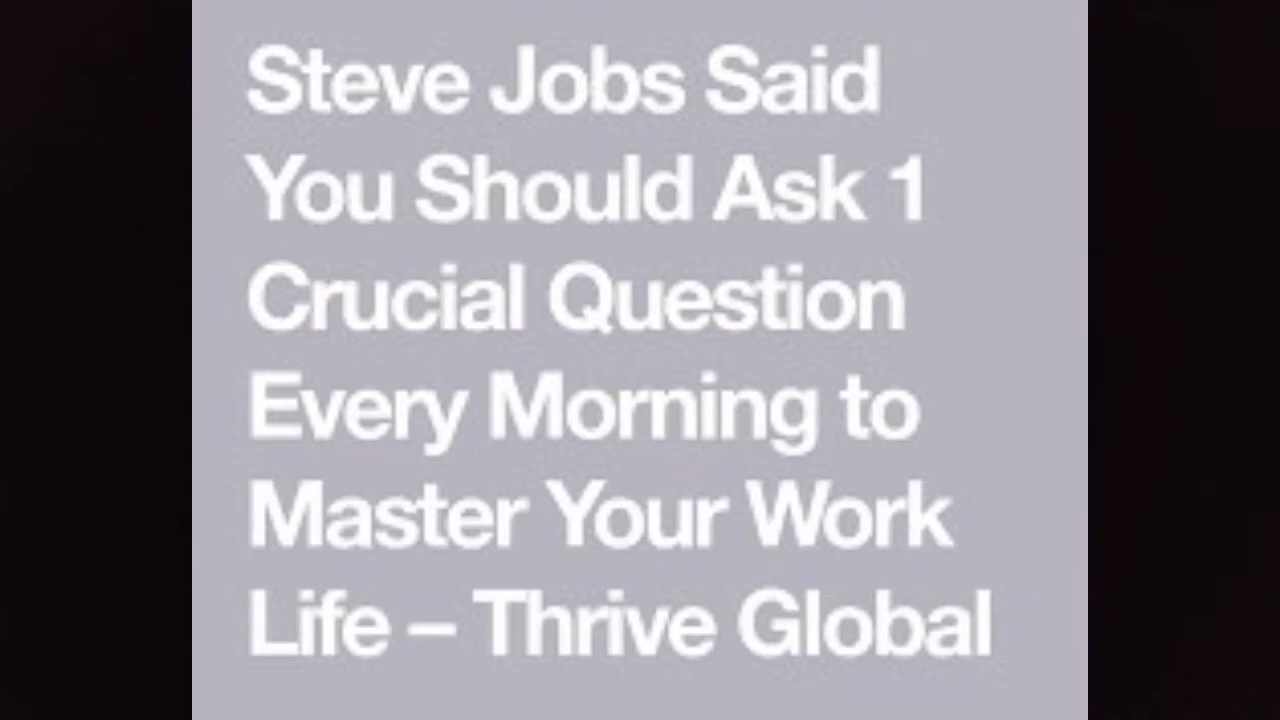 Steve Jobs Said
You Should Ask 1
Crucial Question
Every Morning to
Master Your Work
Life – Thrive Global